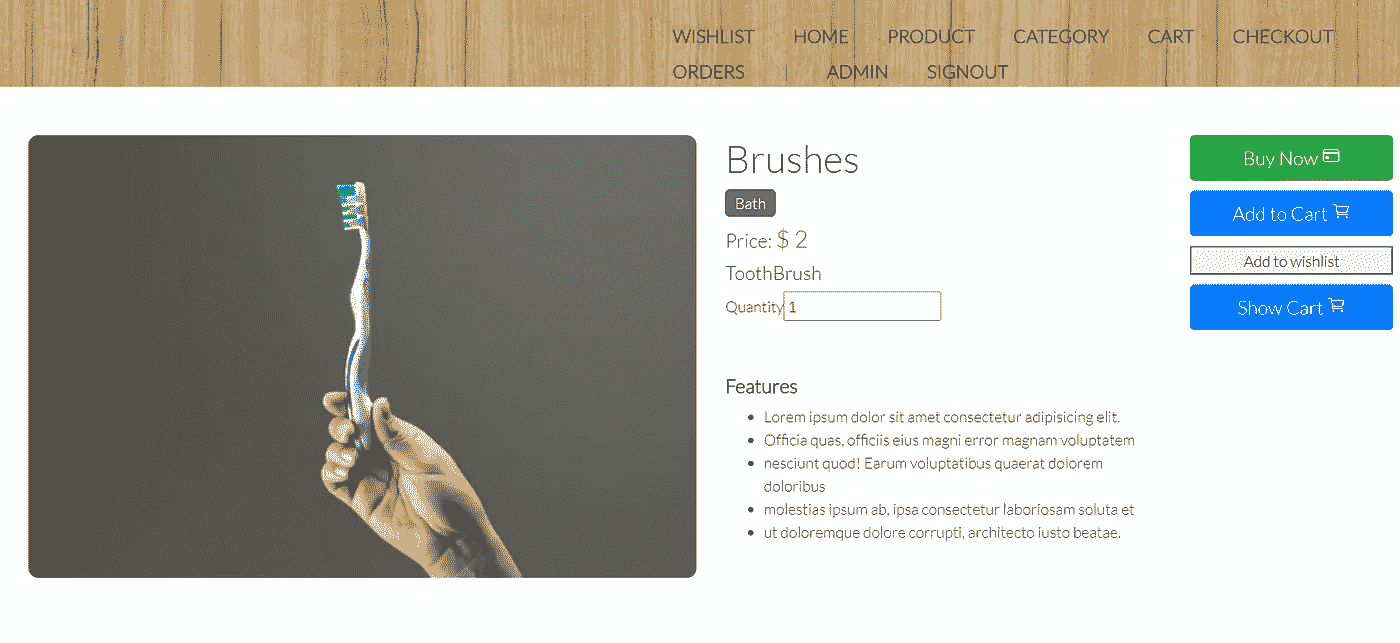 WISHLIST HOME PRODUCT CATEGORY CART CHECKOUT
ORDERS | ADMIN SIGNOUT
Brushes
Bath
Price: $ 2
ToothBrush
Quantity 1
Features
Lorem ipsum dolor sit amet consectetur adipisicing elit.
Officia quas, officiis eius magni error magnam voluptatem
nesciunt quod! Earum voluptatibus quaerat dolorem
doloribus
molestias ipsum ab, ipsa consectetur laboriosam soluta et
ut doloremque dolore corrupti, architecto iusto beatae.
Buy Now
Add to Cart
Add to wishlist
Show Cart